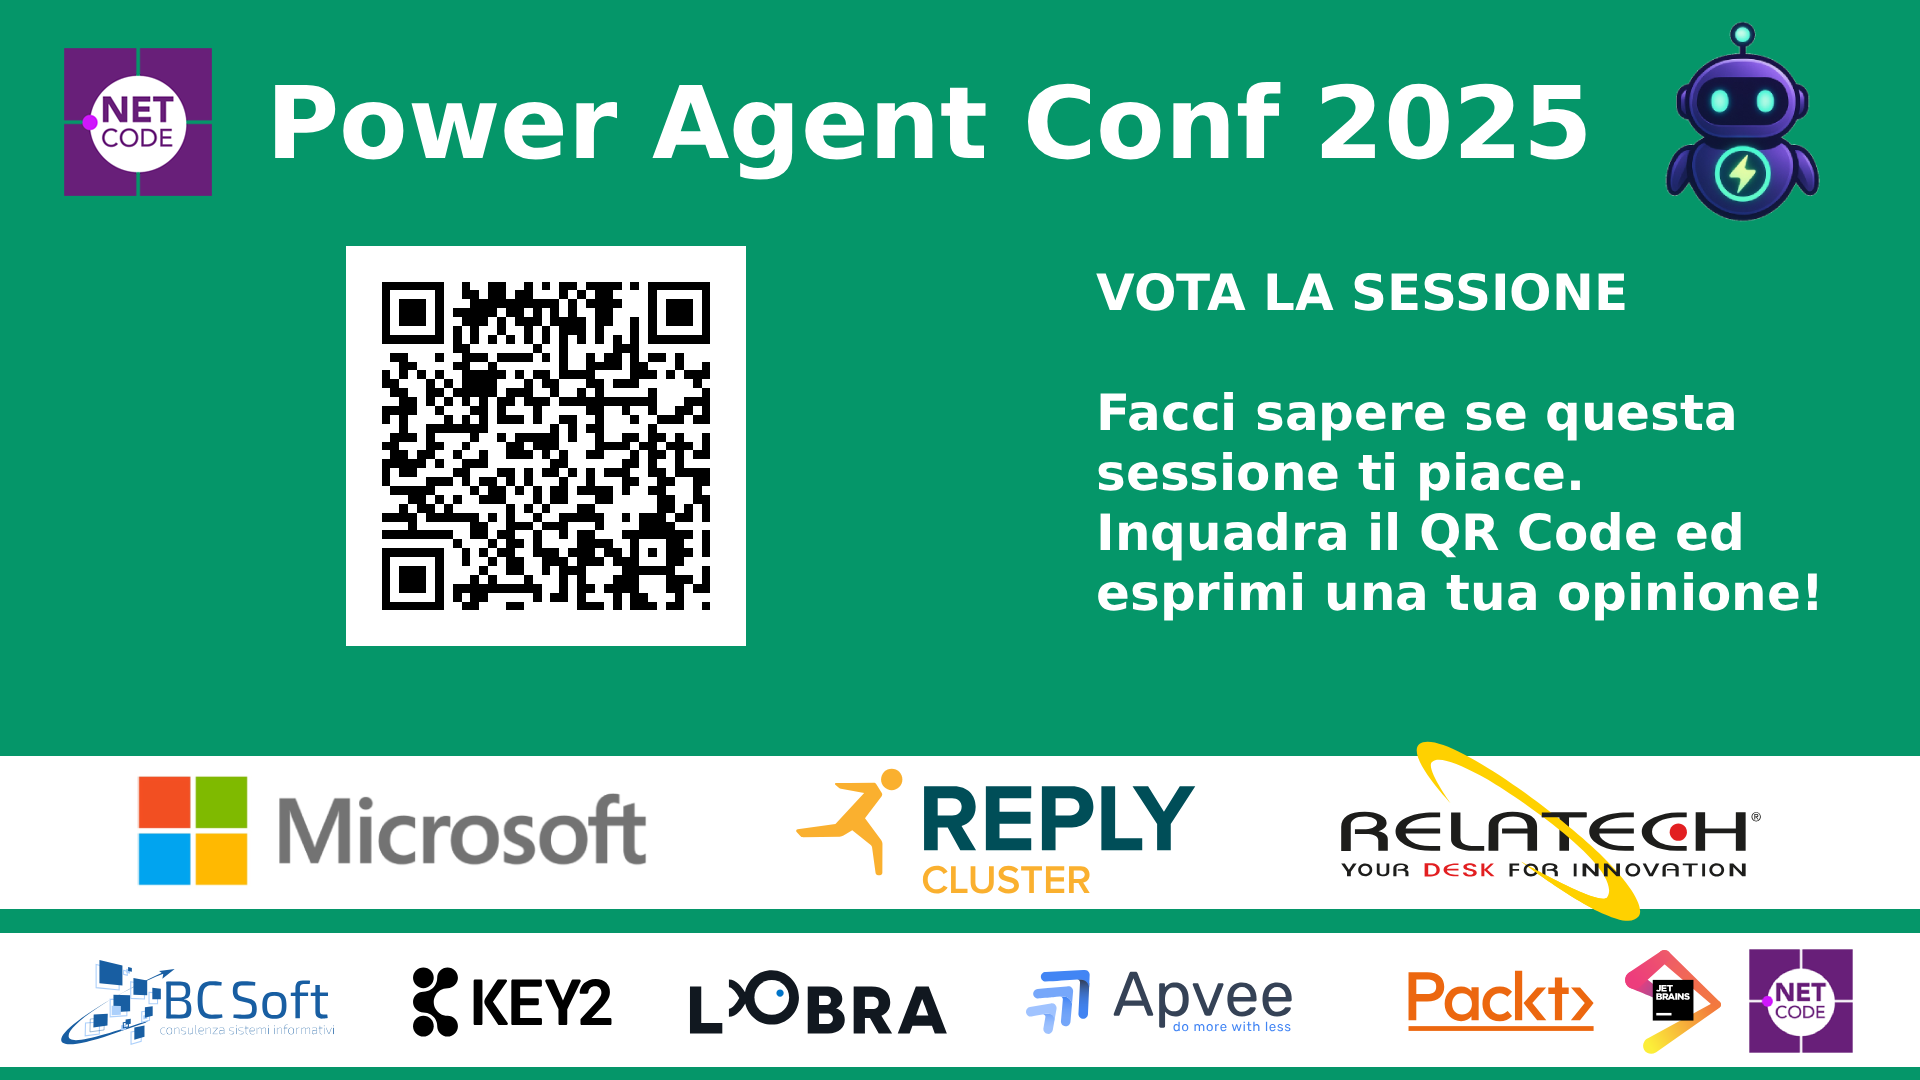 NET
CODE
Power Agent Conf 2025
VOTA LA SESSIONE
Facci sapere se questa
sessione ti piace.
Inquadra il QR Code ed
esprimi una tua opinione!
Microsoft
REPLY
CLUSTER
RELATECH®
YOUR DESK FOR INNOVATION
BCSoft
consulenza sistemi informativi
KEY2
LOBRA
Apvee
do more with less
Packt
JET
BRAINS
NET
CODE